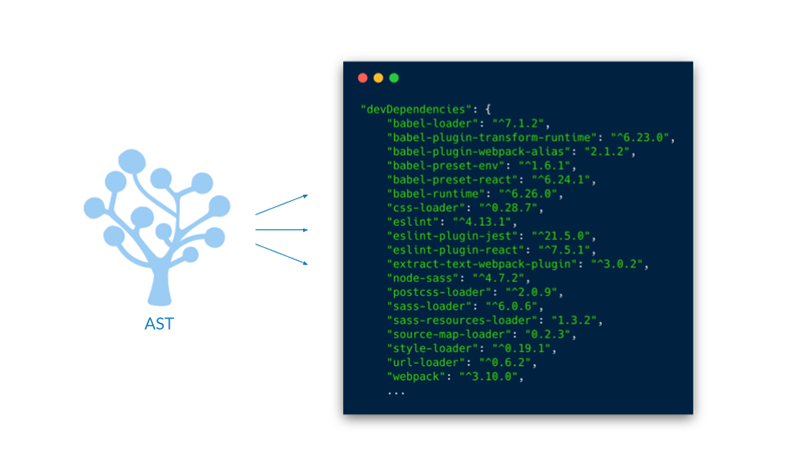 AST
"devDependencies": {
"babel-loader": "^7.1.2",
"babel-plugin-transform-runtime": "^6.23.0",
"babel-plugin-webpack-alias": "2.1.2",
"babel-preset-env": "^1.6.1",
"babel-preset-react": "^6.24.1",
"babel-runtime": "^6.26.0",
"css-loader": "^0.28.7",
"eslint": "^4.13.1",
"eslint-plugin-jest": "^21.5.0",
"eslint-plugin-react": "^7.5.1",
"extract-text-webpack-plugin": "^3.0.2",
"node-sass": "^4.7.2",
"postcss-loader": "^2.0.9",
"sass-loader": "^6.0.6",
"sass-resources-loader": "1.3.2",
"source-map-loader": "0.2.3",
"style-loader": "^0.19.1",
"url-loader": "^0.6.2",
"webpack": "^3.10.0",
...